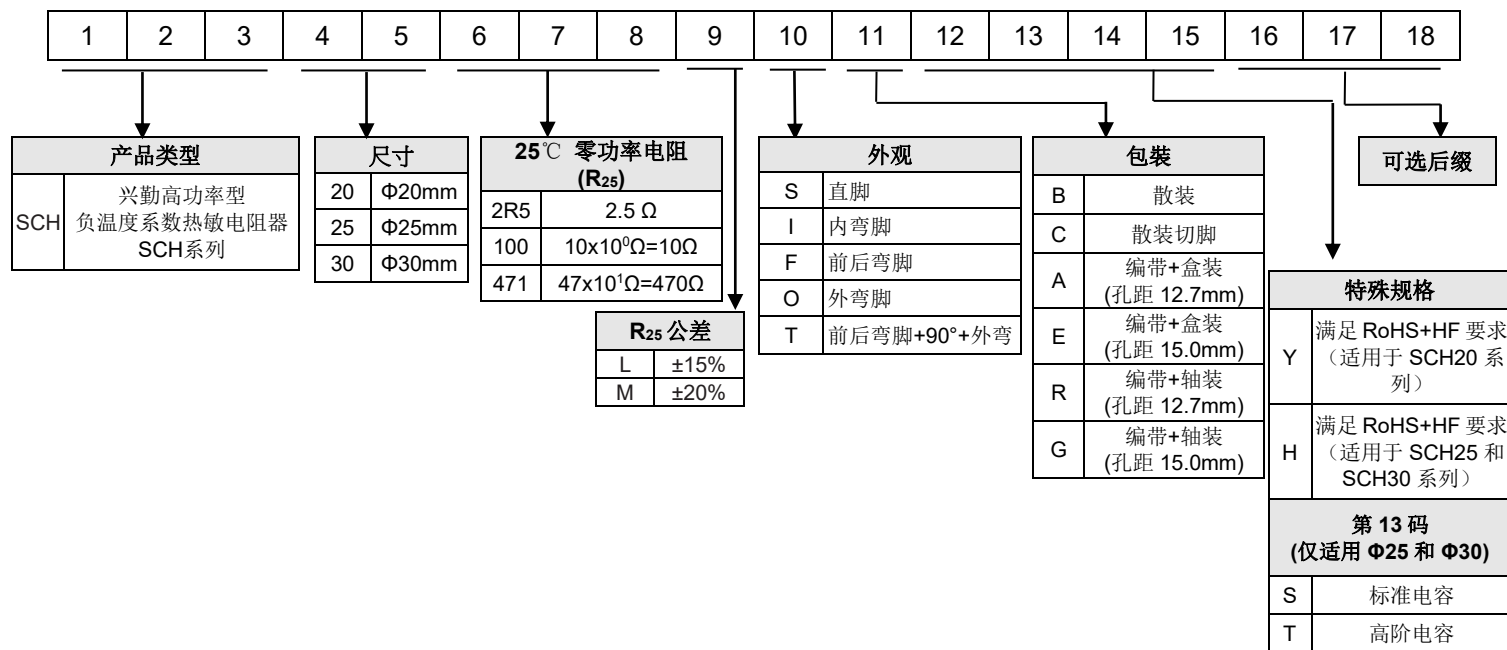 1 2 3 4 5 6 7 8 9 10 11 12 13 14 15 16 17 18
产品类型
SCH
兴勤高功率型
负温度系数热敏电阻器
SCH系列
尺寸
20 Φ20mm
25 Φ25mm
30 Φ30mm
25℃ 零功率电阻
(R₂₅)
2R5 2.5 Ω
100 10x10⁰Ω=10Ω
471 47x10¹Ω=470Ω
R₂₅ 公差
L ±15%
M ±20%
外观
S 直脚
I 内弯脚
F 前后弯脚
O 外弯脚
T 前后弯脚+90°+外弯
包装
B 散装
C 散装切脚
A 编带+盒装
(孔距 12.7mm)
E 编带+盒装
(孔距 15.0mm)
R 编带+轴装
(孔距 12.7mm)
G 编带+轴装
(孔距 15.0mm)
可选后缀
特殊规格
Y
满足 RoHS+HF 要求
（适用于 SCH20 系
列）
H
满足 RoHS+HF 要求
（适用于 SCH25 和
SCH30 系列）
第 13 码
(仅适用 Φ25 和 Φ30)
S 标准电容
T 高阶电容